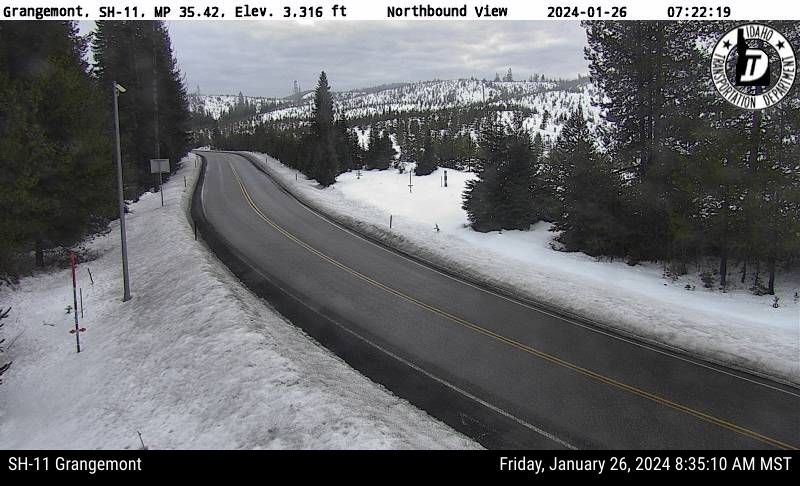 Grangemont, SH-11, MP 35.42, Elev. 3,316 ft Northbound View 2024-01-26 07:22:19
IDAHO
TRANSPORTATION DEPARTMENT
SH-11 Grangemont Friday, January 26, 2024 8:35:10 AM MST